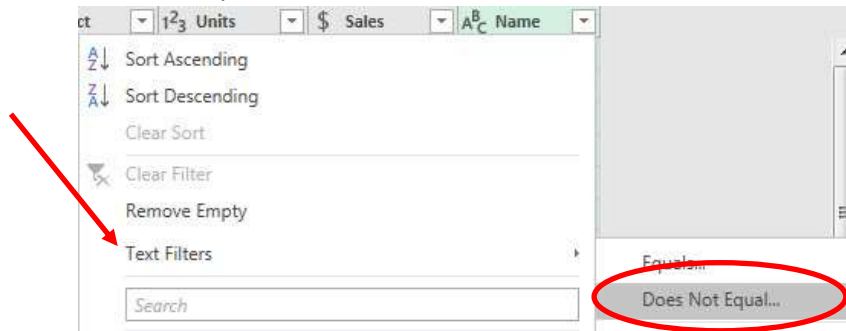 ct 1²3 Units $ Sales ABC Name
Sort Ascending
Sort Descending
Clear Sort
Clear Filter
Remove Empty
Text Filters
Equals...
Search
Does Not Equal...